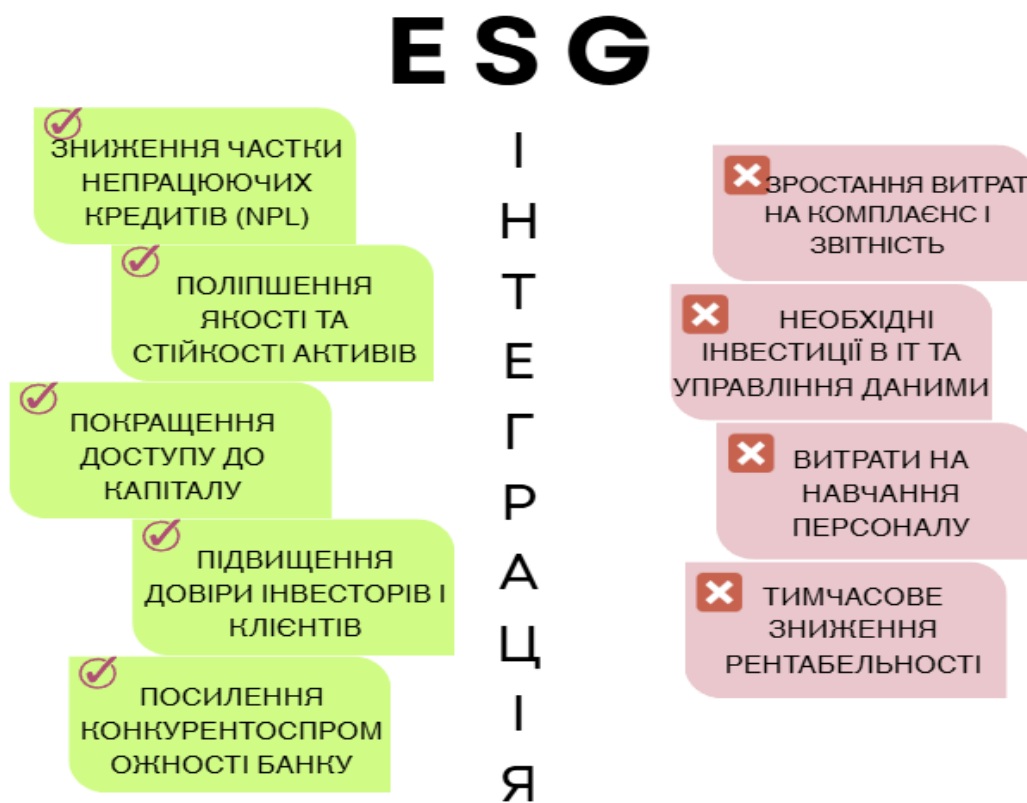 ESG
ІНТЕГРАЦІЯ
ЗНИЖЕННЯ ЧАСТКИ
НЕПРАЦЮЮЧИХ
КРЕДИТІВ (NPL)
ПОЛІПШЕННЯ
ЯКОСТІ ТА
СТІЙКОСТІ АКТИВІВ
ПОКРАЩЕННЯ
ДОСТУПУ ДО
КАПІТАЛУ
ПІДВИЩЕННЯ
ДОВІРИ ІНВЕСТОРІВ І
КЛІЄНТІВ
ПОСИЛЕННЯ
КОНКУРЕНТОСПРОМ
ОЖНОСТІ БАНКУ
ЗРОСТАННЯ ВИТРАТ
НА КОМПЛАЄНС І
ЗВІТНІСТЬ
НЕОБХІДНІ
ІНВЕСТИЦІЇ В ІТ ТА
УПРАВЛІННЯ ДАНИМИ
ВИТРАТИ НА
НАВЧАННЯ
ПЕРСОНАЛУ
ТИМЧАСОВЕ
ЗНИЖЕННЯ
РЕНТАБЕЛЬНОСТІ